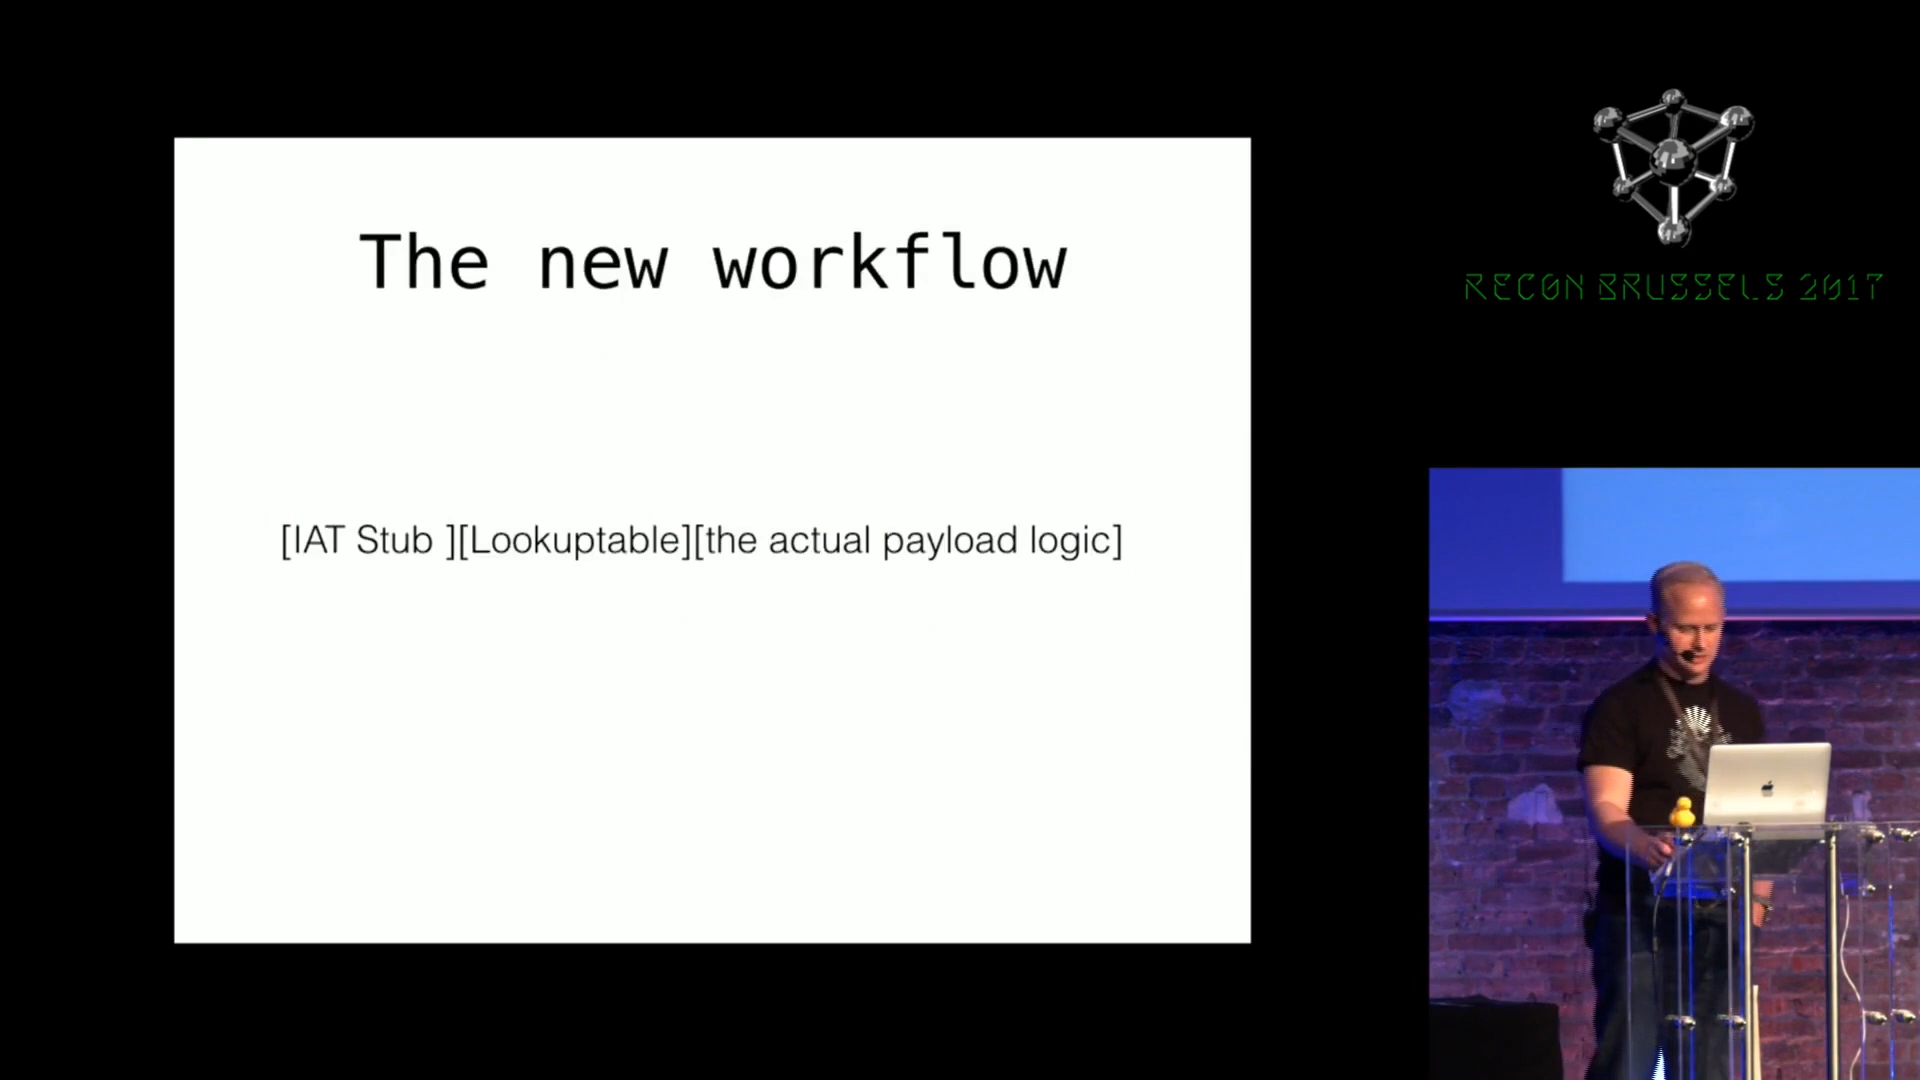 The new workflow
[IAT Stub ][Lookuptable][the actual payload logic]
RECON BRUSSELS 2017